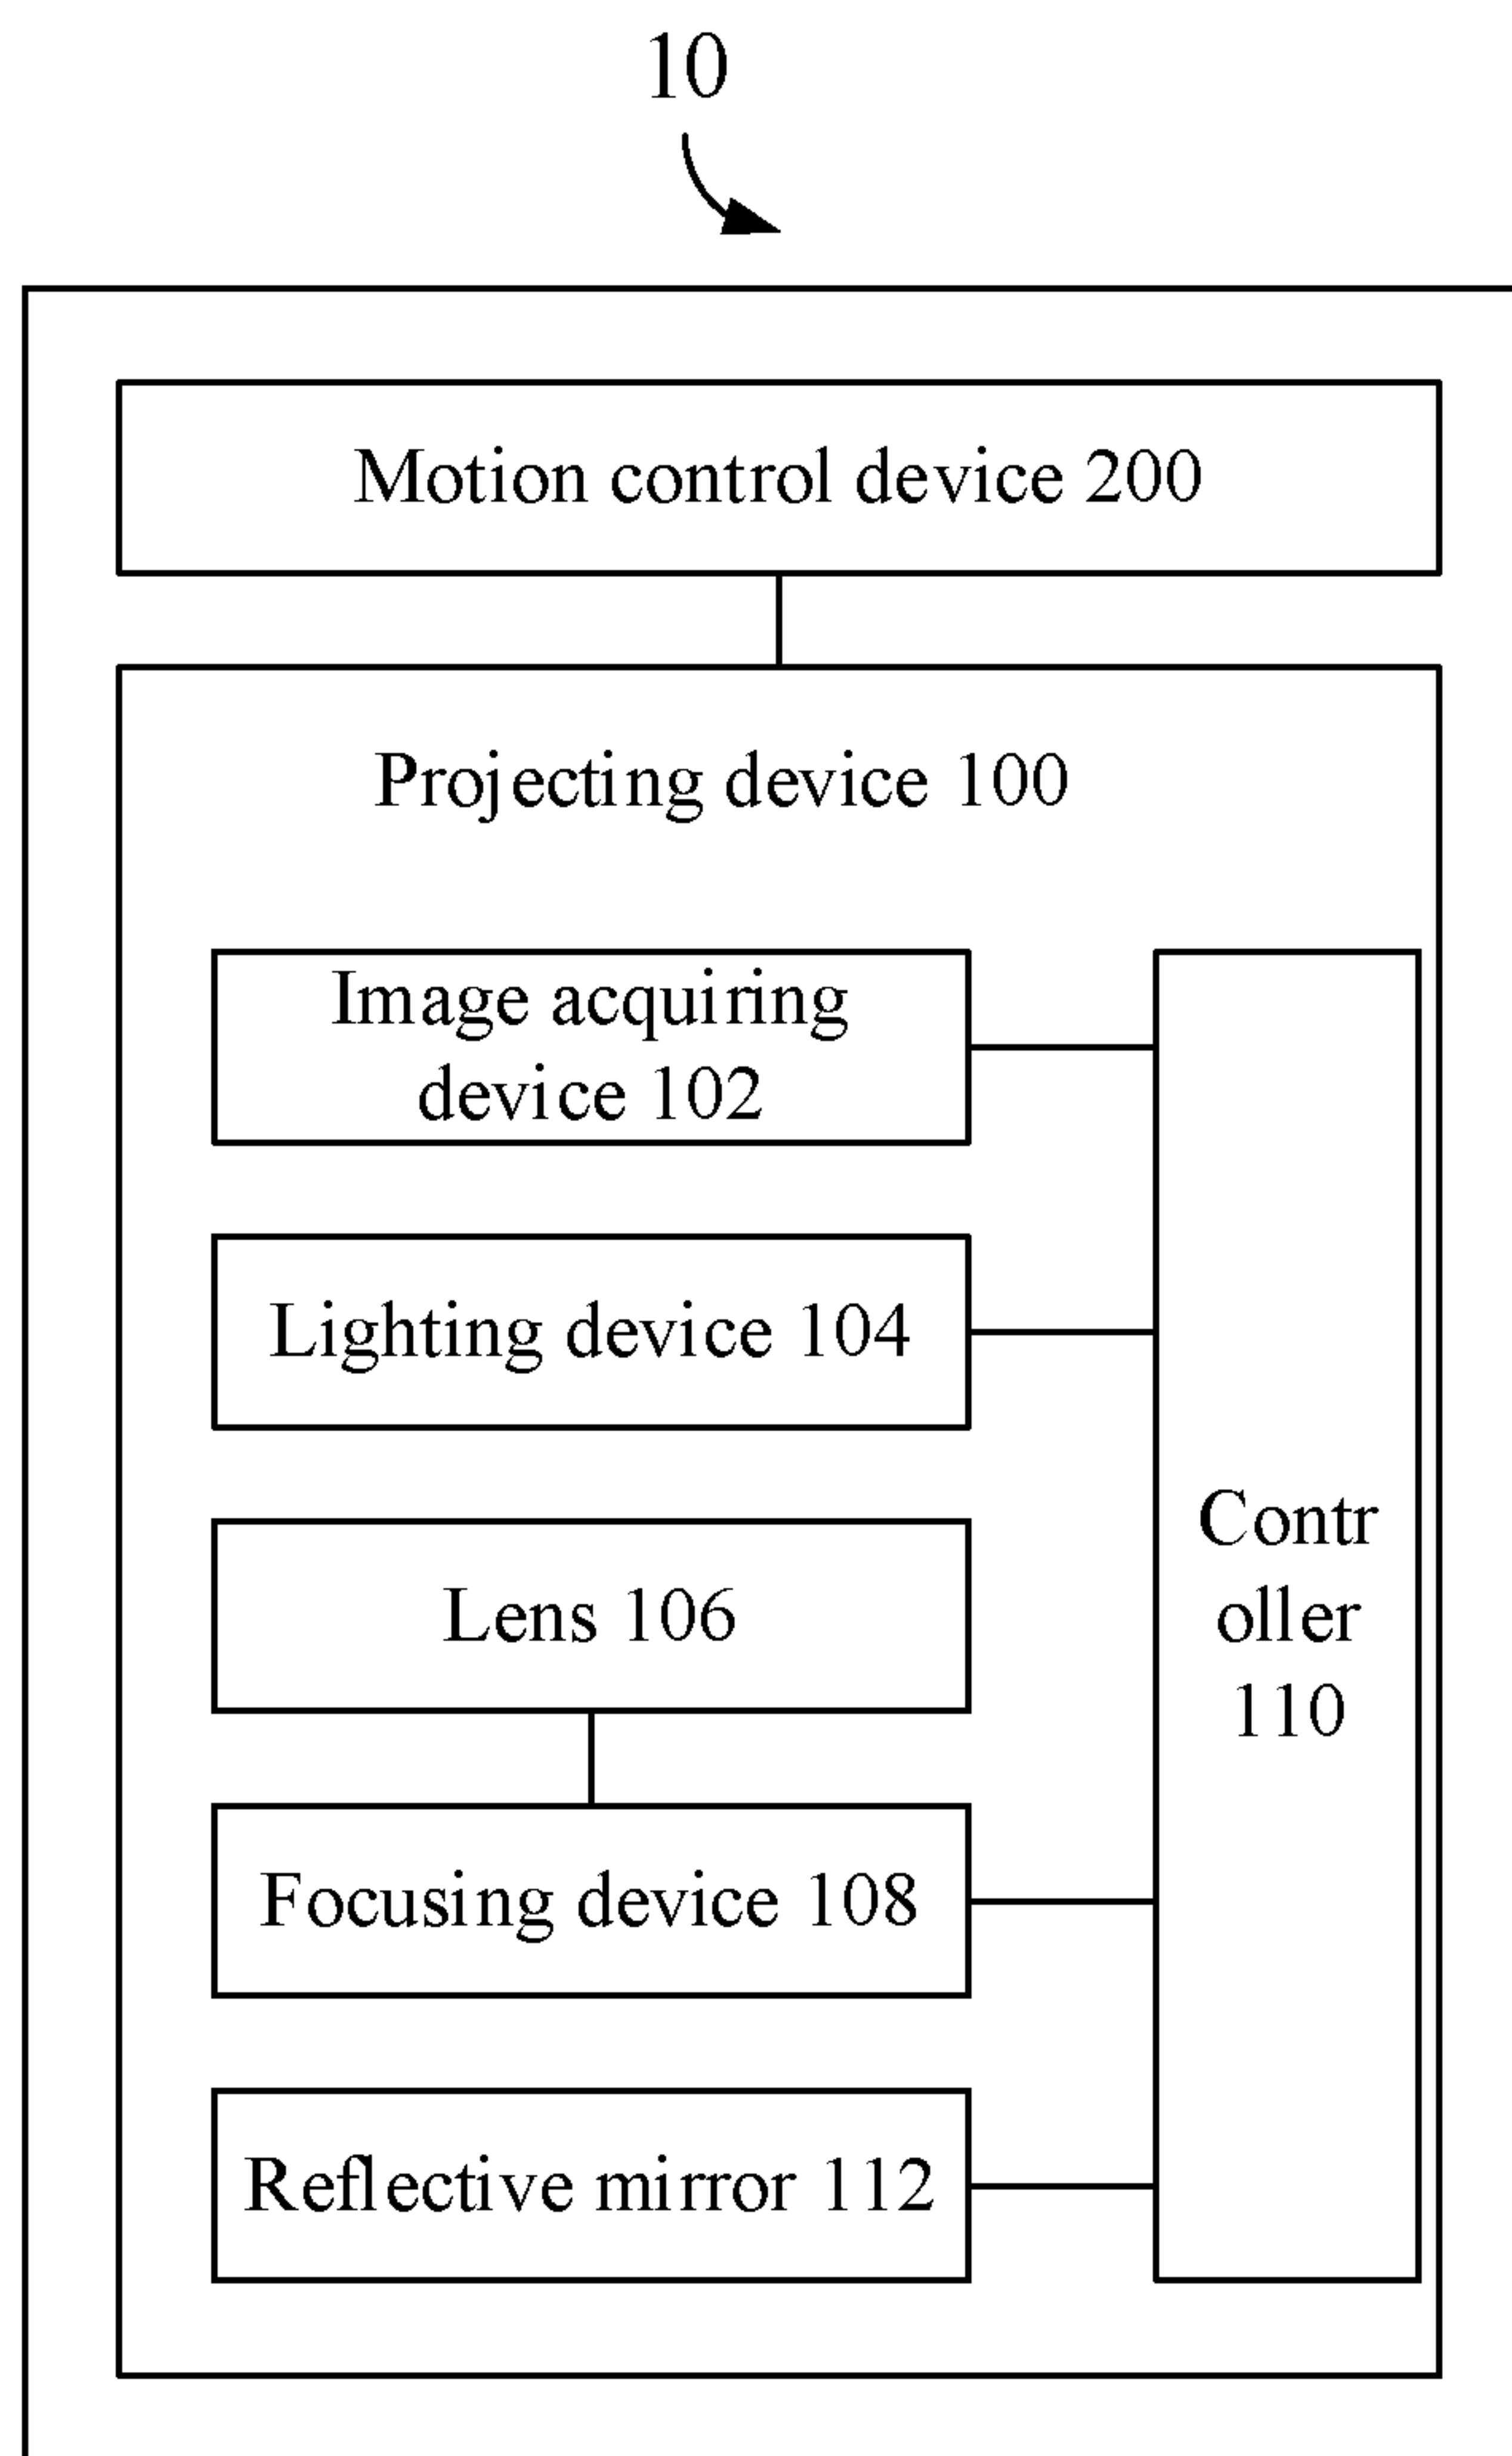 10
Motion control device 200
Projecting device 100
Image acquiring
device 102
Lighting device 104
Lens 106
Focusing device 108
Reflective mirror 112
Contr
oller
110